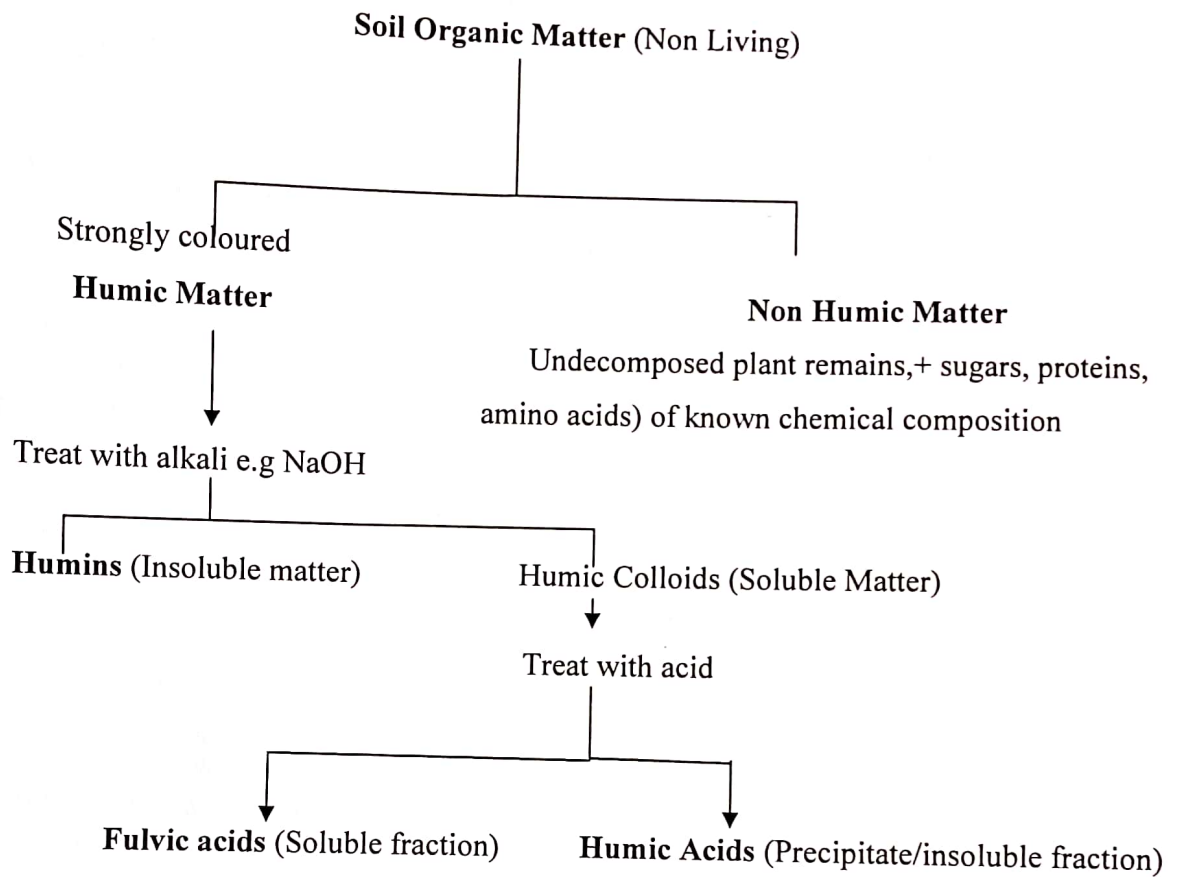 Soil Organic Matter (Non Living)
Strongly coloured
Humic Matter
Non Humic Matter
Undecomposed plant remains,+ sugars, proteins,
amino acids) of known chemical composition
Treat with alkali e.g NaOH
Humins (Insoluble matter)
Humic Colloids (Soluble Matter)
Treat with acid
Fulvic acids (Soluble fraction)
Humic Acids (Precipitate/insoluble fraction)